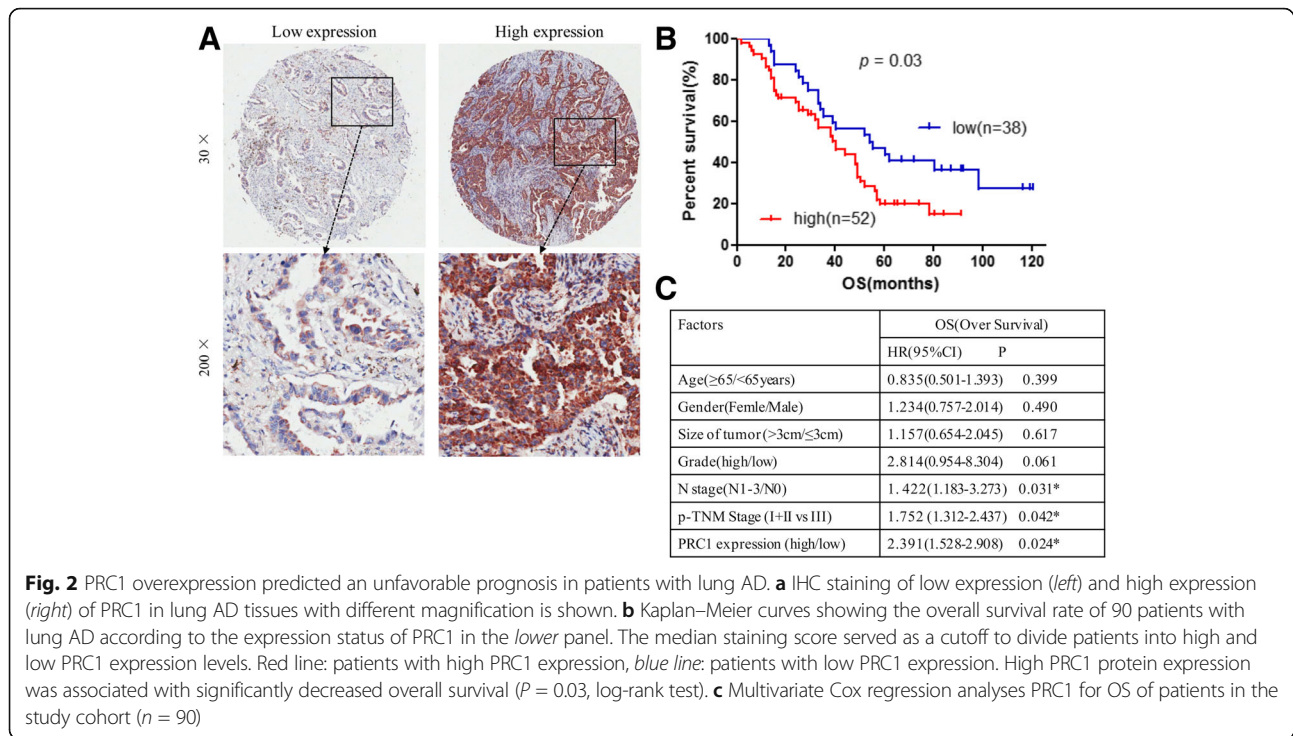 A
Low expression
High expression
30 ×
200 ×
B
Percent survival(%)
100
80
60
40
20
0
p = 0.03
low(n=38)
high(n=52)
0 20 40 60 80 100 120
OS(months)
C
Factors OS(Over Survival)
HR(95%CI) P
Age(≥65/<65years) 0.835(0.501-1.393) 0.399
Gender(Femle/Male) 1.234(0.757-2.014) 0.490
Size of tumor (>3cm/≤3cm) 1.157(0.654-2.045) 0.617
Grade(high/low) 2.814(0.954-8.304) 0.061
N stage(N1-3/N0) 1. 422(1.183-3.273) 0.031*
p-TNM Stage (I+II vs III) 1.752 (1.312-2.437) 0.042*
PRC1 expression (high/low) 2.391(1.528-2.908) 0.024*
Fig. 2 PRC1 overexpression predicted an unfavorable prognosis in patients with lung AD. a IHC staining of low expression (left) and high expression
(right) of PRC1 in lung AD tissues with different magnification is shown. b Kaplan–Meier curves showing the overall survival rate of 90 patients with
lung AD according to the expression status of PRC1 in the lower panel. The median staining score served as a cutoff to divide patients into high and
low PRC1 expression levels. Red line: patients with high PRC1 expression, blue line: patients with low PRC1 expression. High PRC1 protein expression
was associated with significantly decreased overall survival (P = 0.03, log-rank test). c Multivariate Cox regression analyses PRC1 for OS of patients in the
study cohort (n = 90)